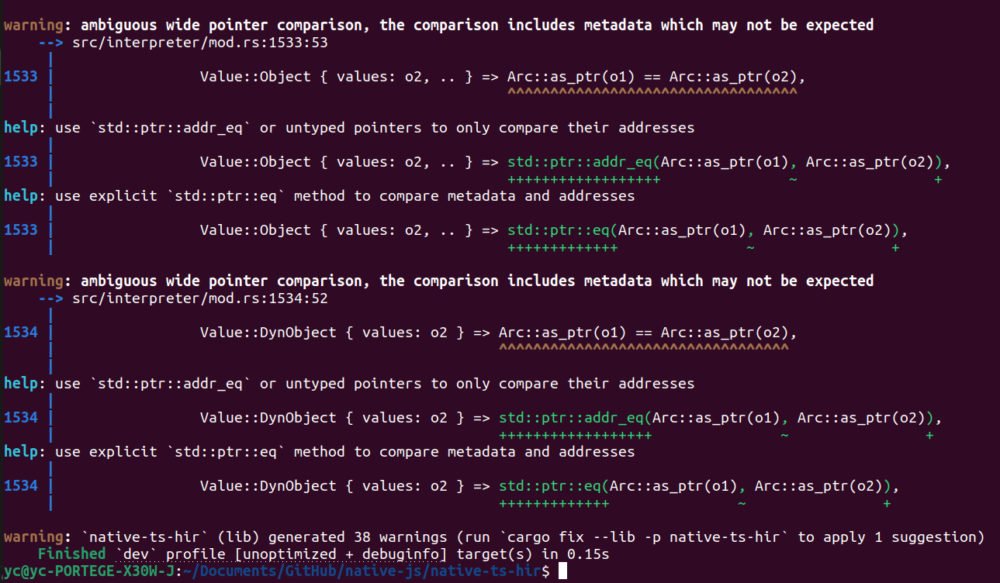 warning: ambiguous wide pointer comparison, the comparison includes metadata which may not be expected
    --> src/interpreter/mod.rs:1533:53
     |
1533 |                 Value::Object { values: o2, .. } => Arc::as_ptr(o1) == Arc::as_ptr(o2),
     |                                                     ^^^^^^^^^^^^^^^^^^^^^^^^^^^^^^^^^^
     |
help: use `std::ptr::addr_eq` or untyped pointers to only compare their addresses
     |
1533 |                 Value::Object { values: o2, .. } => std::ptr::addr_eq(Arc::as_ptr(o1), Arc::as_ptr(o2)),
     |                                                     ++++++++++++++++++               ~                +
help: use explicit `std::ptr::eq` method to compare metadata and addresses
     |
1533 |                 Value::Object { values: o2, .. } => std::ptr::eq(Arc::as_ptr(o1), Arc::as_ptr(o2)),
     |                                                     +++++++++++++               ~                +
warning: ambiguous wide pointer comparison, the comparison includes metadata which may not be expected
    --> src/interpreter/mod.rs:1534:52
     |
1534 |                 Value::DynObject { values: o2 } => Arc::as_ptr(o1) == Arc::as_ptr(o2),
     |                                                    ^^^^^^^^^^^^^^^^^^^^^^^^^^^^^^^^^^
     |
help: use `std::ptr::addr_eq` or untyped pointers to only compare their addresses
     |
1534 |                 Value::DynObject { values: o2 } => std::ptr::addr_eq(Arc::as_ptr(o1), Arc::as_ptr(o2)),
     |                                                    ++++++++++++++++++               ~                +
help: use explicit `std::ptr::eq` method to compare metadata and addresses
     |
1534 |                 Value::DynObject { values: o2 } => std::ptr::eq(Arc::as_ptr(o1), Arc::as_ptr(o2)),
     |                                                    +++++++++++++               ~                +
warning: `native-ts-hir` (lib) generated 38 warnings (run `cargo fix --lib -p native-ts-hir` to apply 1 suggestion)
    Finished `dev` profile [unoptimized + debuginfo] target(s) in 0.15s
yc@yc-PORTEGE-X30W-J:~/Documents/GitHub/native-js/native-ts-hir$